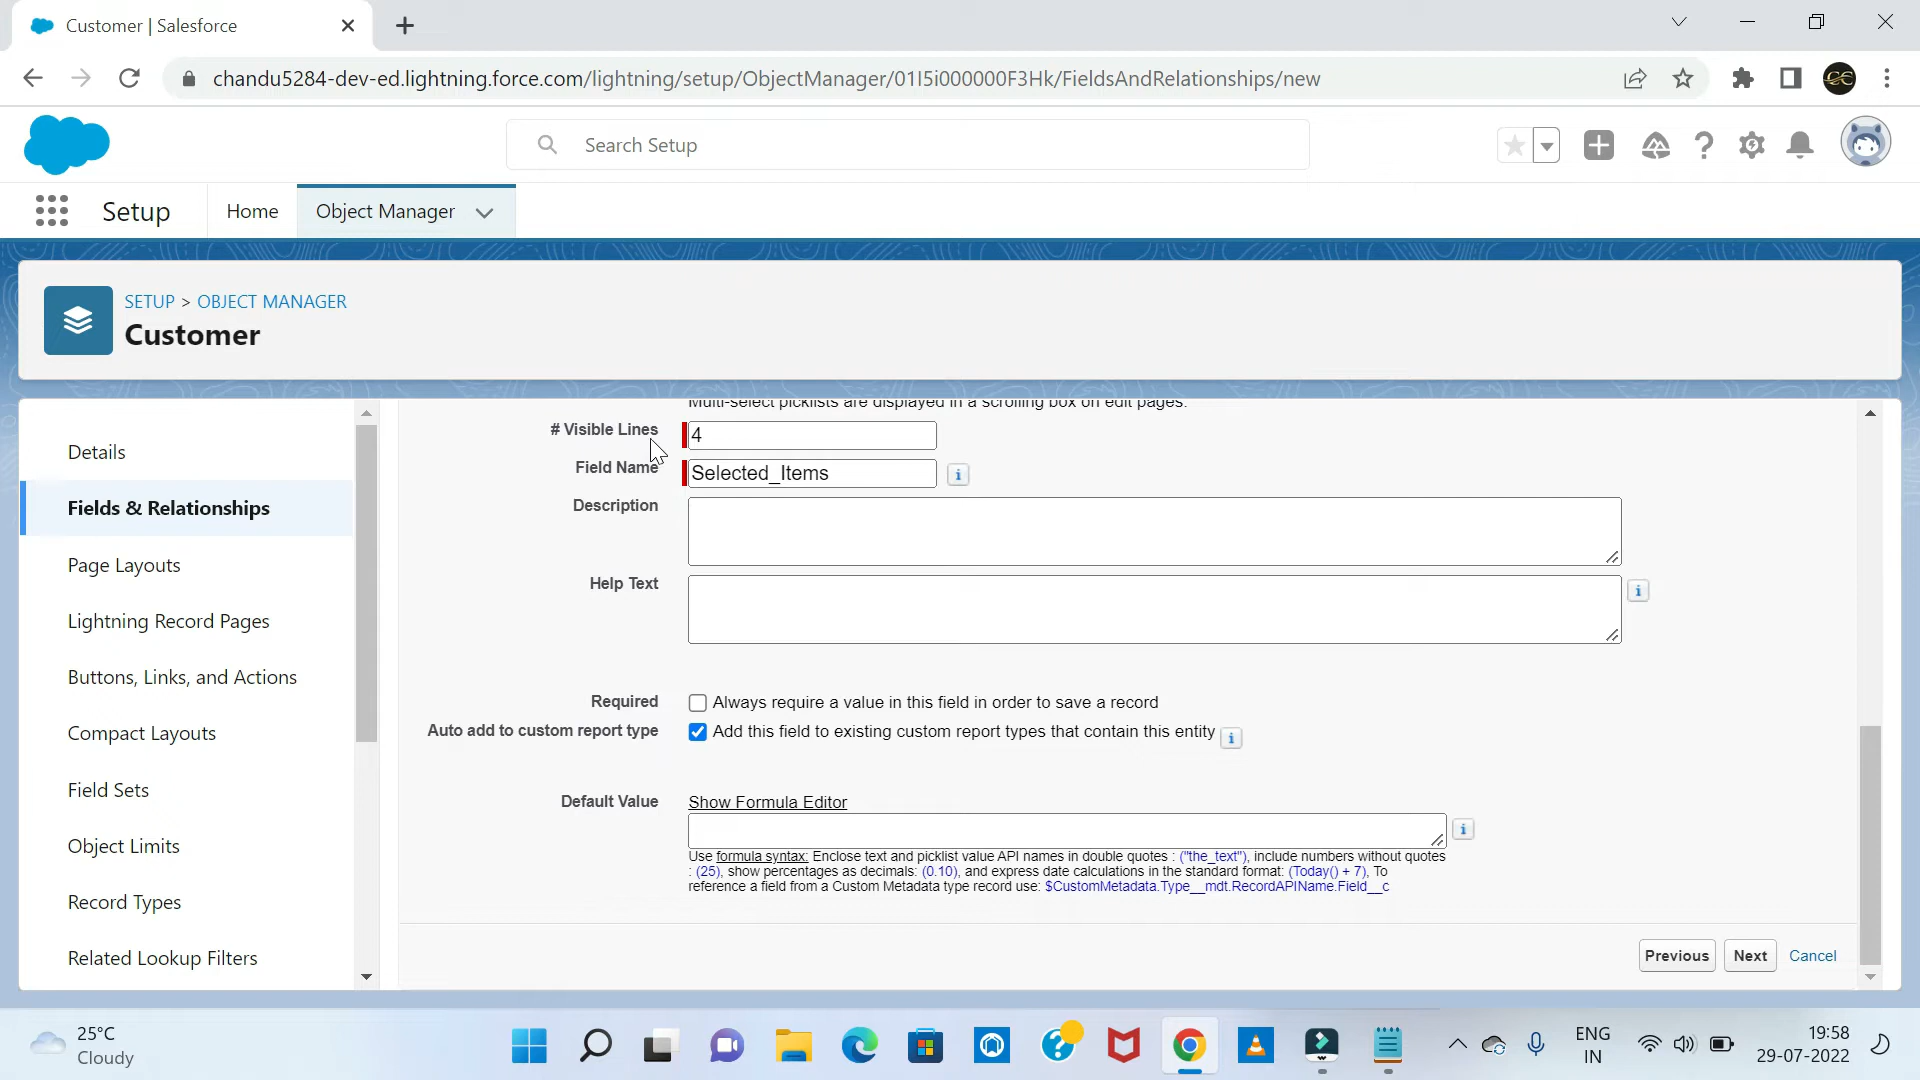 Customer | Salesforce
chandu5284-dev-ed.lightning.force.com/lightning/setup/ObjectManager/01I5i000000F3Hk/FieldsAndRelationships/new
Search Setup
Setup
Home
Object Manager
SETUP > OBJECT MANAGER
Customer
Details
Fields & Relationships
Page Layouts
Lightning Record Pages
Buttons, Links, and Actions
Compact Layouts
Field Sets
Object Limits
Record Types
Related Lookup Filters
Multi-select picklists are displayed in a scrolling box on edit pages.
# Visible Lines 4
Field Name Selected_Items
Description
Help Text
Required Always require a value in this field in order to save a record
Auto add to custom report type Add this field to existing custom report types that contain this entity
Default Value Show Formula Editor
Use formula syntax: Enclose text and picklist value API names in double quotes : ("the_text"), include numbers without quotes
: (25), show percentages as decimals: (0.10), and express date calculations in the standard format: (Today() + 7), To
reference a field from a Custom Metadata type record use: $CustomMetadata.Type__mdt.RecordAPIName.Field__c
Previous Next Cancel
25°C
Cloudy
ENG
IN
19:58
29-07-2022